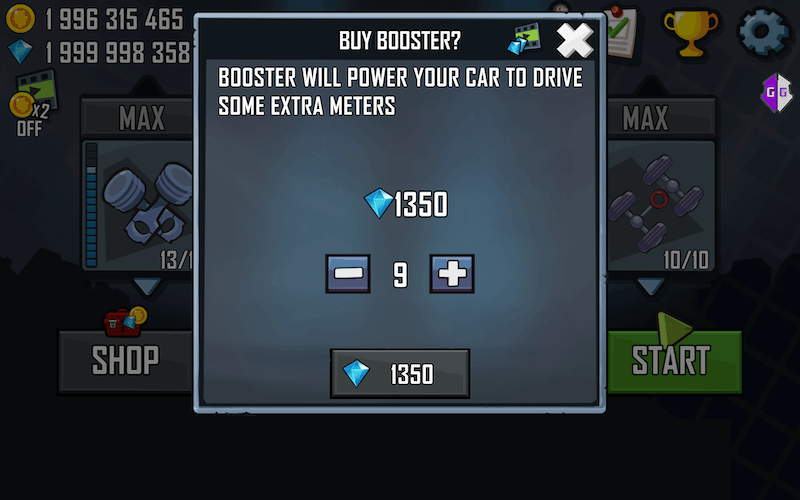 1 996 315 465
1 999 998 358
X2
OFF
BUY BOOSTER?
BOOSTER WILL POWER YOUR CAR TO DRIVE
SOME EXTRA METERS
1350
9
1350
MAX
13/1
MAX
10/10
SHOP
START
GG